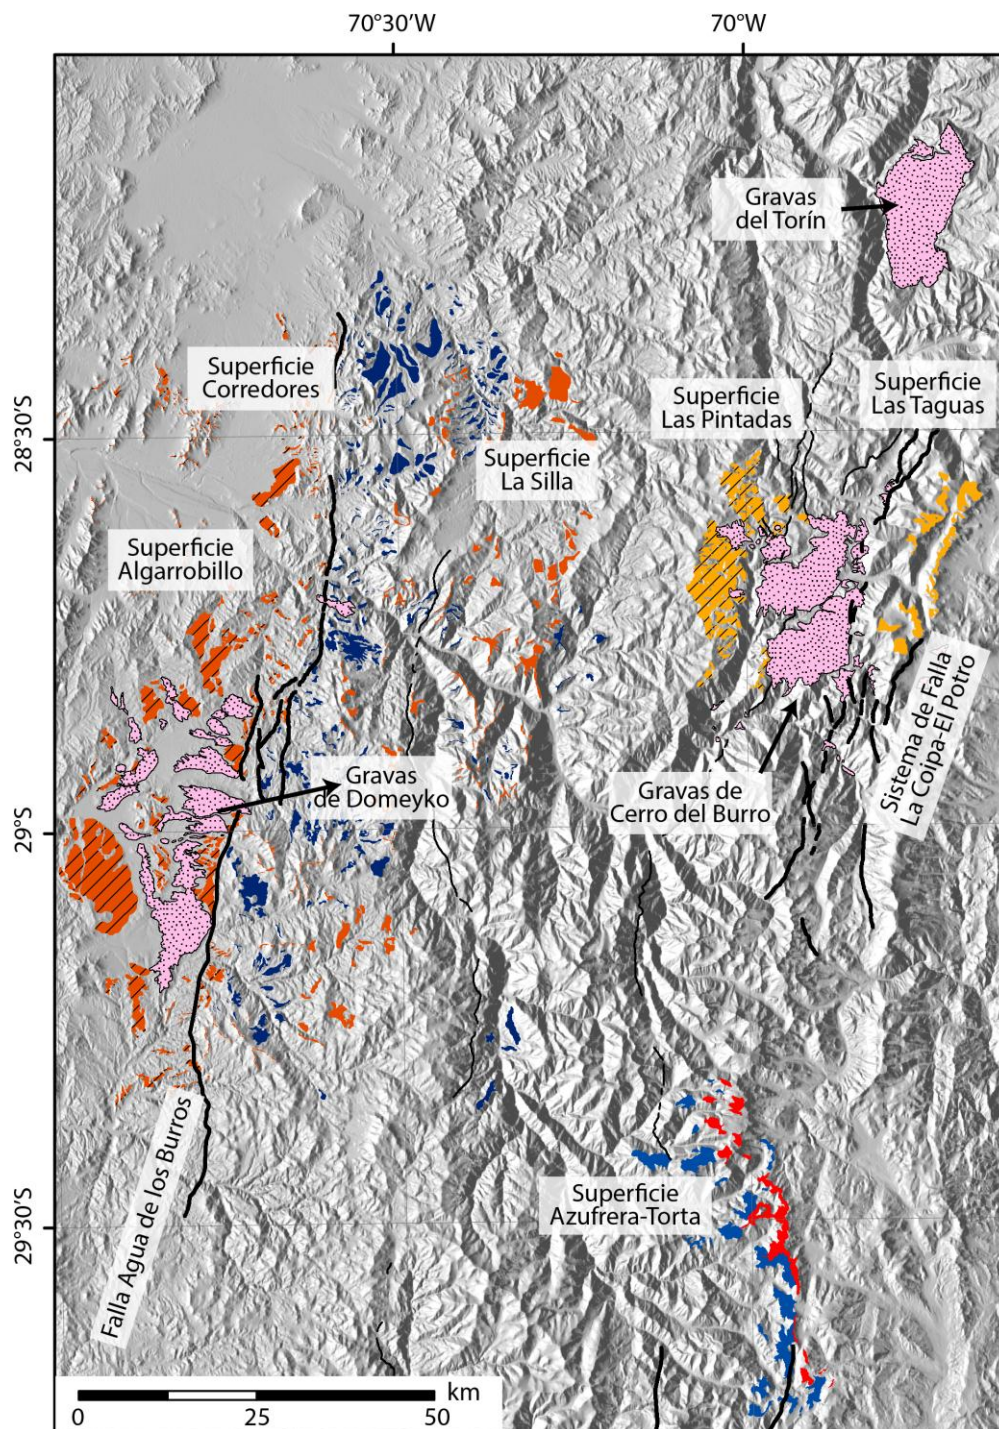 70°30'W
70°W
Gravas
del Torín
Superficie
Corredores
Superficie
Las Pintadas
Superficie
Las Taguas
28°30'S
Superficie
La Silla
Superficie
Algarrobillo
Sistema de Falla
La Coipa-El Potro
Gravas
de Domeyko
Gravas de
Cerro del Burro
29°S
Superficie
Azufrera-Torta
29°30'S
Falla Agua de los Burros
km
0
25
50